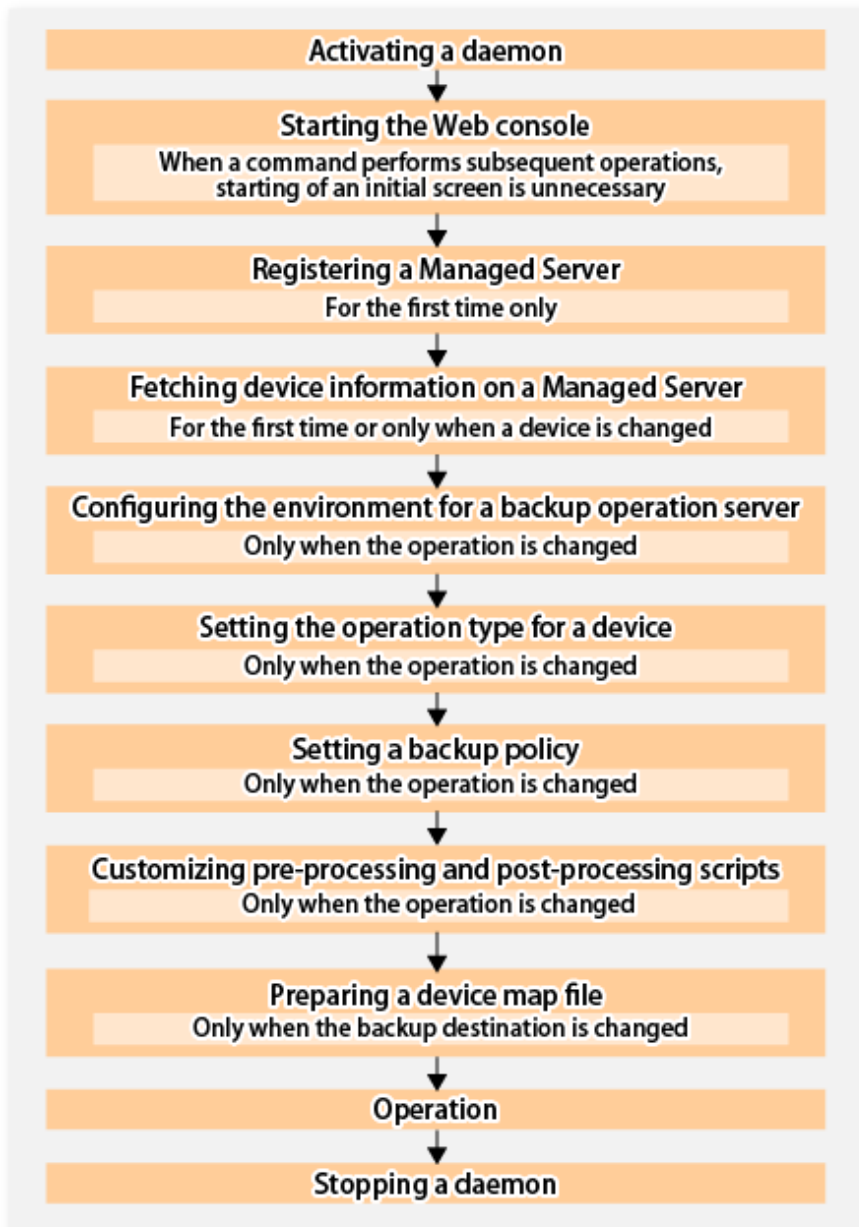 Activating a daemon
Starting the Web console
When a command performs subsequent operations,
starting of an initial screen is unnecessary
Registering a Managed Server
For the first time only
Fetching device information on a Managed Server
For the first time or only when a device is changed
Configuring the environment for a backup operation server
Only when the operation is changed
Setting the operation type for a device
Only when the operation is changed
Setting a backup policy
Only when the operation is changed
Customizing pre-processing and post-processing scripts
Only when the operation is changed
Preparing a device map file
Only when the backup destination is changed
Operation
Stopping a daemon